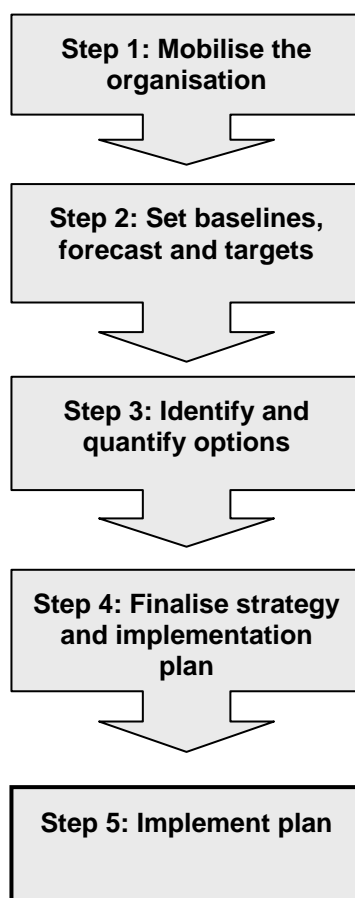 Step 1: Mobilise the
organisation
Step 2: Set baselines,
forecast and targets
Step 3: Identify and
quantify options
Step 4: Finalise strategy
and implementation
plan
Step 5: Implement plan